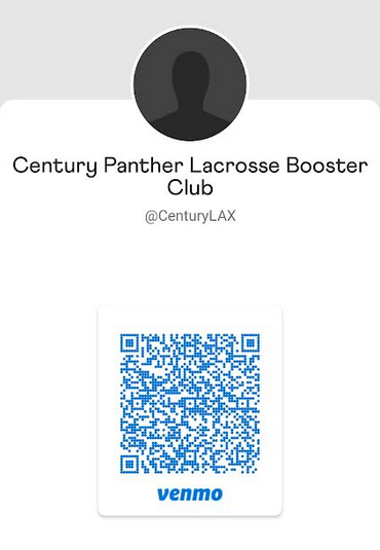 Century Panther Lacrosse Booster
Club
@CenturyLAX
venmo